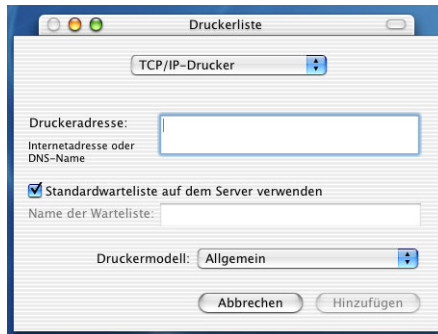 Druckerliste
TCP/IP-Drucker
Druckeradresse:
Internetadresse oder
DNS-Name
Standardwarteliste auf dem Server verwenden
Name der Warteliste:
Druckermodell: Allgemein
Abbrechen Hinzufügen